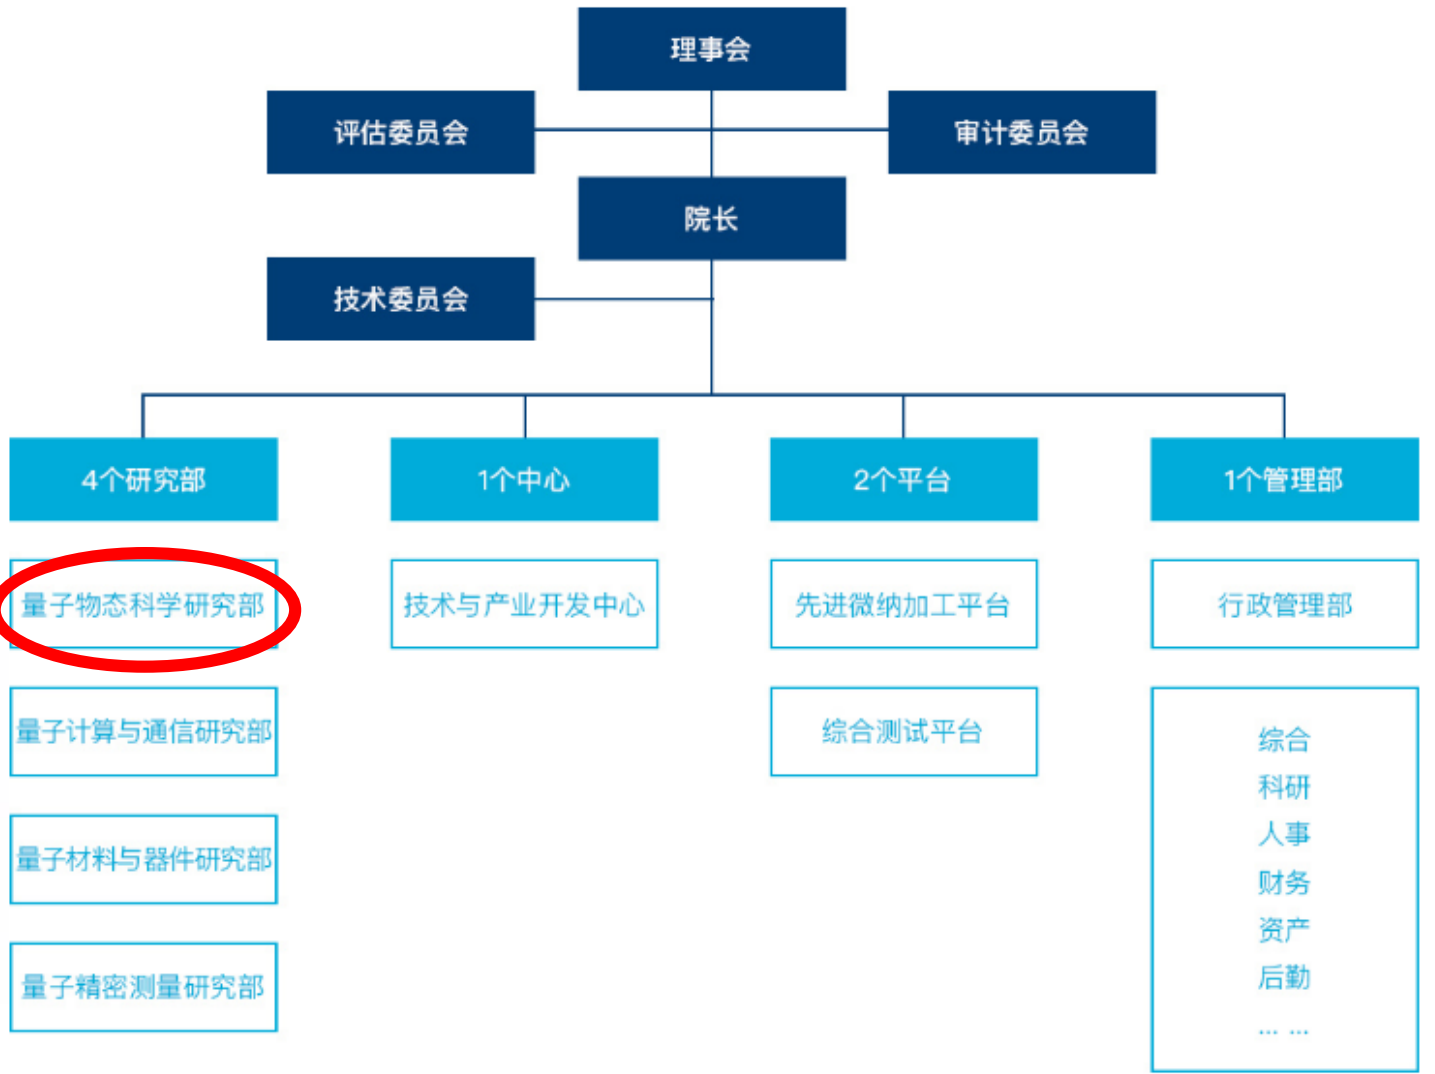 理事会
评估委员会
审计委员会
院长
技术委员会
4个研究部
1个中心
2个平台
1个管理部
量子物态科学研究部
技术与产业开发中心
先进微纳加工平台
行政管理部
量子计算与通信研究部
综合测试平台
量子材料与器件研究部
量子精密测量研究部
综合
科研
人事
财务
资产
后勤
... ...